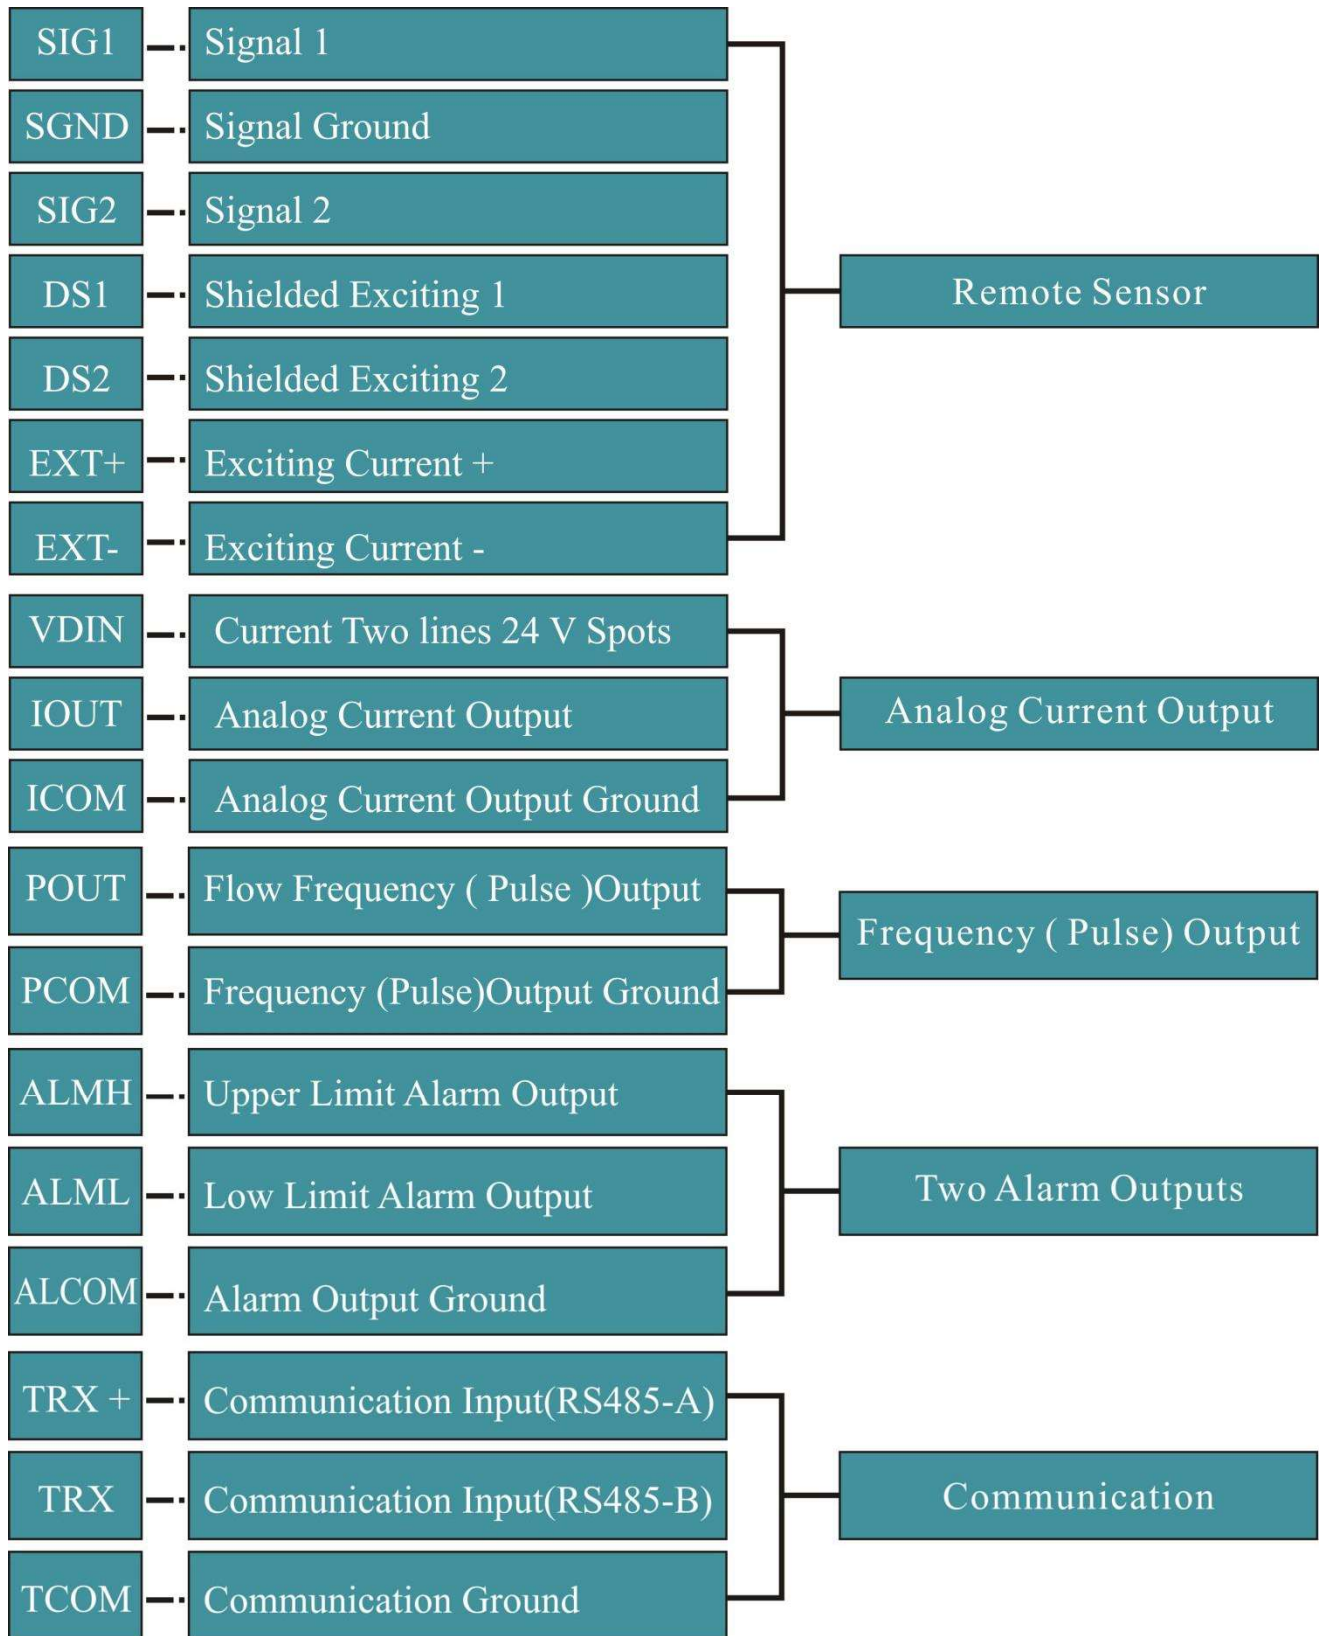 SIG1 Signal 1
SGND Signal Ground
SIG2 Signal 2
DS1 Shielded Exciting 1
Remote Sensor
DS2 Shielded Exciting 2
EXT+ Exciting Current +
EXT- Exciting Current -
VDIN Current Two lines 24 V Spots
IOUT Analog Current Output
Analog Current Output
ICOM Analog Current Output Ground
POUT Flow Frequency ( Pulse )Output
Frequency ( Pulse) Output
PCOM Frequency (Pulse)Output Ground
ALMH Upper Limit Alarm Output
ALML Low Limit Alarm Output
Two Alarm Outputs
ALCOM Alarm Output Ground
TRX + Communication Input(RS485-A)
TRX Communication Input(RS485-B)
Communication
TCOM Communication Ground